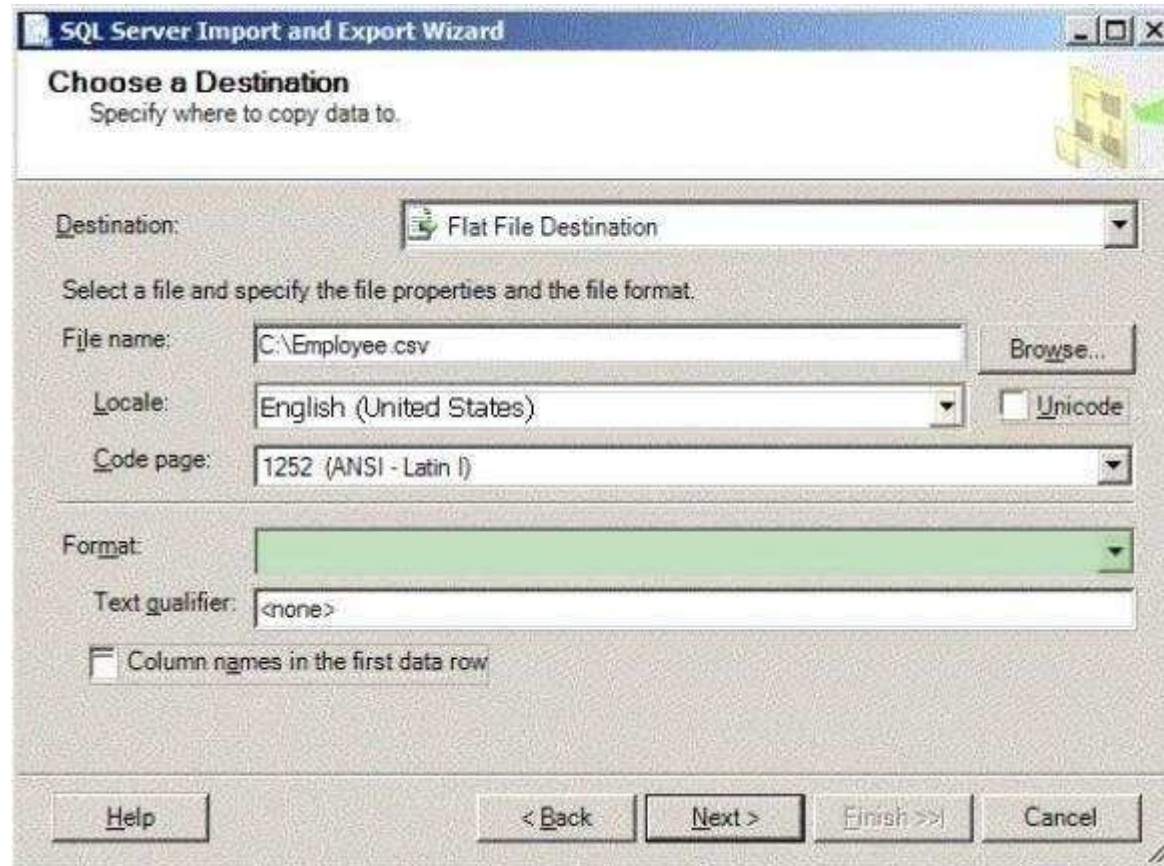 SQL Server Import and Export Wizard
Choose a Destination
Specify where to copy data to.
Destination: Flat File Destination
Select a file and specify the file properties and the file format.
File name: C:\Employee.csv Browse...
Locale: English (United States) Unicode
Code page: 1252 (ANSI - Latin I)
Format:
Text qualifier: <none>
Column names in the first data row
Help < Back Next > Finish >>| Cancel